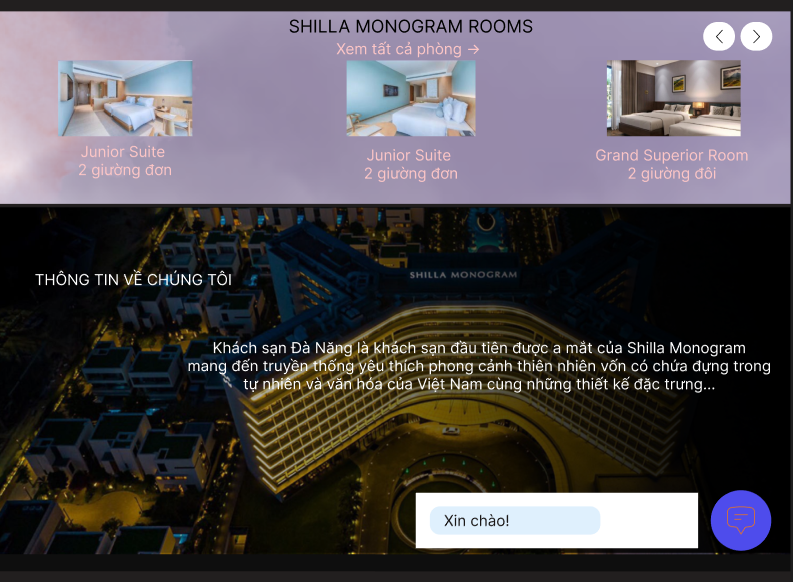 SHILLA MONOGRAM ROOMS
Xem tất cả phòng →
Junior Suite
2 giường đơn
Junior Suite
2 giường đơn
Grand Superior Room
2 giường đôi
SHILLA MONOGRAM
THÔNG TIN VỀ CHÚNG TÔI
Khách sạn Đà Năng là khách sạn đầu tiên được a mắt của Shilla Monogram
mang đến truyền thống yêu thích phong cảnh thiên nhiên vốn có chứa đựng trong
tự nhiên và văn hóa của Việt Nam cùng những thiết kế đặc trưng...
Xin chào!